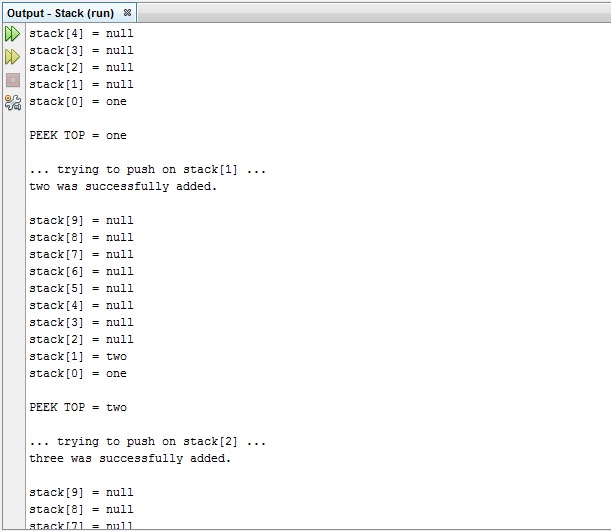 Output - Stack (run)
stack[4] = null
stack[3] = null
stack[2] = null
stack[1] = null
stack[0] = one
PEEK TOP = one
... trying to push on stack[1] ...
two was successfully added.
stack[9] = null
stack[8] = null
stack[7] = null
stack[6] = null
stack[5] = null
stack[4] = null
stack[3] = null
stack[2] = null
stack[1] = two
stack[0] = one
PEEK TOP = two
... trying to push on stack[2] ...
three was successfully added.
stack[9] = null
stack[8] = null
stack[7] = null